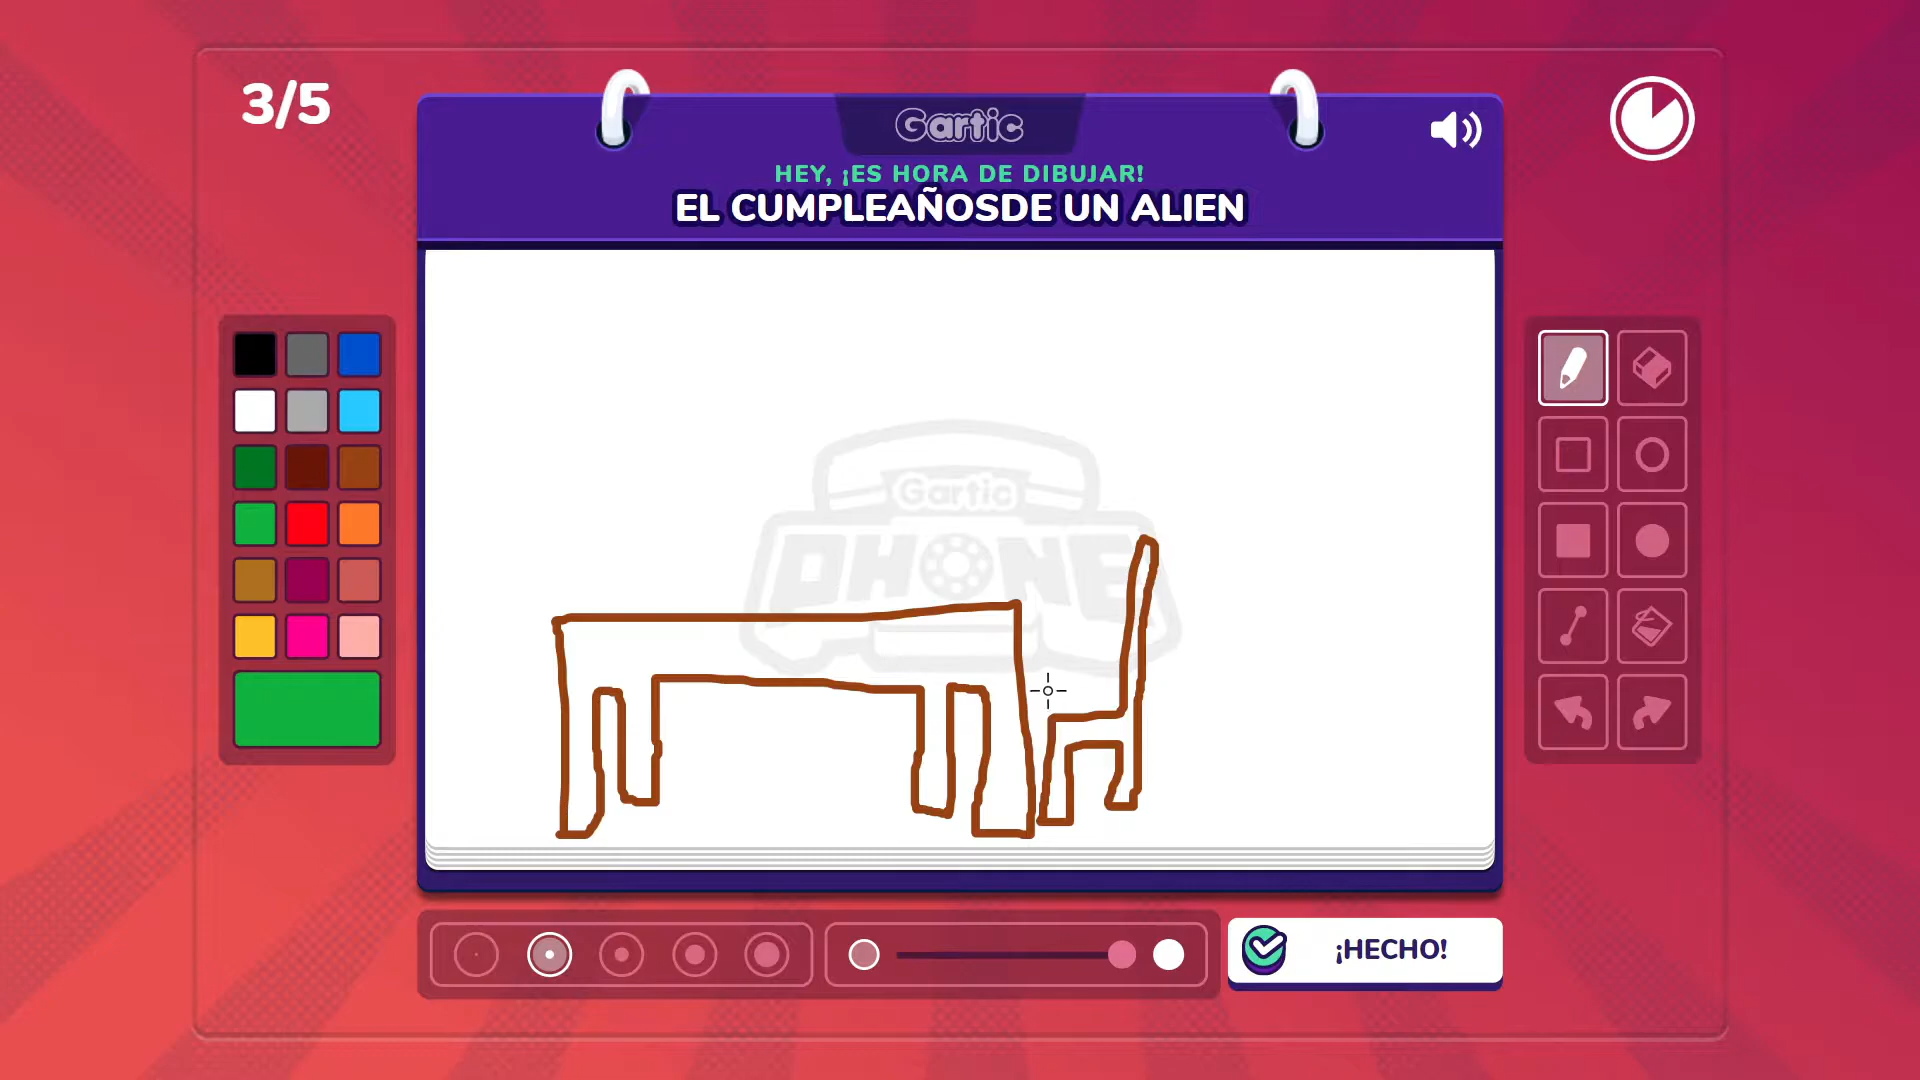 3/5
Gartic
HEY, ¡ES HORA DE DIBUJAR!
EL CUMPLEAÑOSDE UN ALIEN
Gartic
PHONE
¡HECHO!